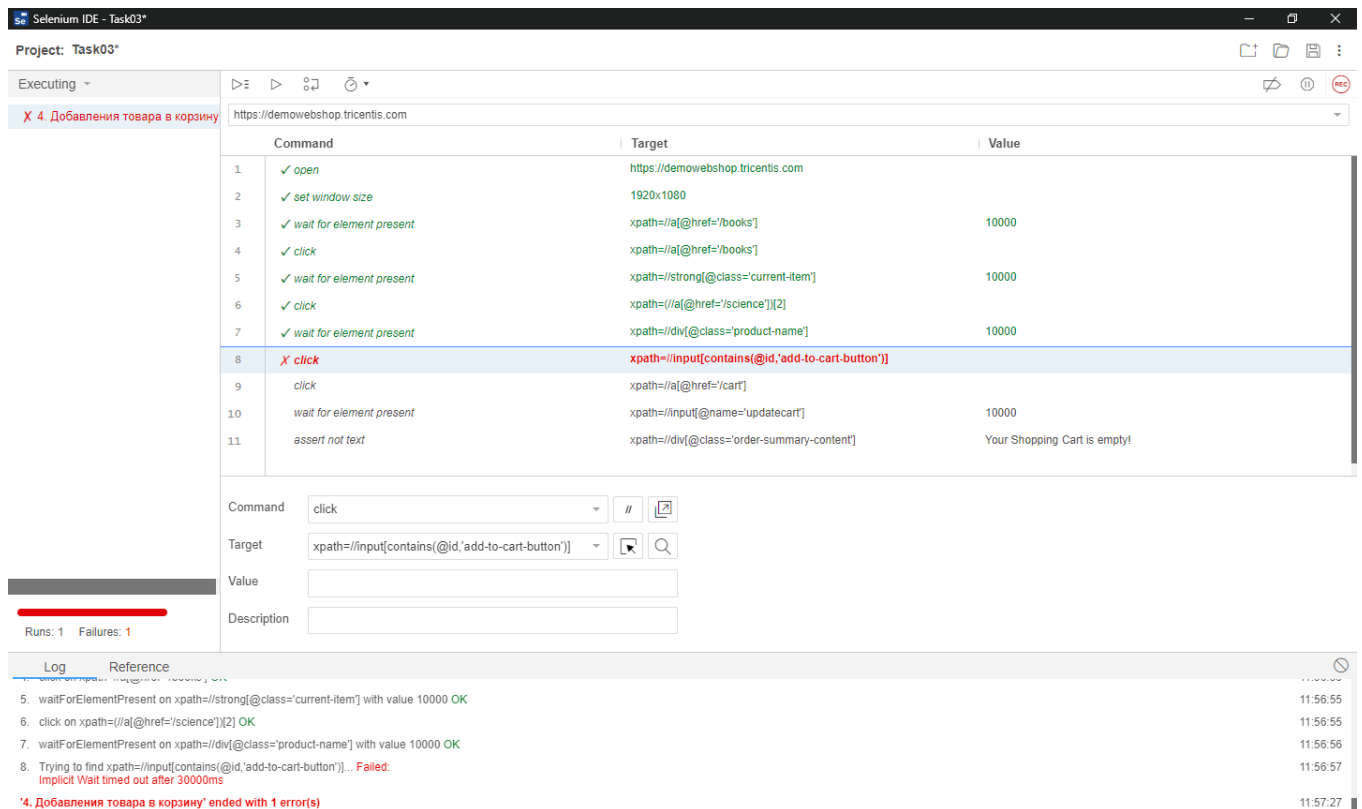 Se Selenium IDE - Task03*
Project: Task03*
Executing
X 4. Добавления товара в корзину
REC
https://demowebshop.tricentis.com
Command Target Value
1 ✓ open https://demowebshop.tricentis.com
2 ✓ set window size 1920x1080
3 ✓ wait for element present xpath=//a[@href='/books'] 10000
4 ✓ click xpath=//a[@href='/books']
5 ✓ wait for element present xpath=//strong[@class='current-item'] 10000
6 ✓ click xpath=(//a[@href='/science'])[2]
7 ✓ wait for element present xpath=//div[@class='product-name'] 10000
8 ✗ click xpath=//input[contains(@id,'add-to-cart-button')]
9 click xpath=//a[@href='/cart']
10 wait for element present xpath=//input[@name='updatecart'] 10000
11 assert not text xpath=//div[@class='order-summary-content'] Your Shopping Cart is empty!
Command click //
Target xpath=//input[contains(@id,'add-to-cart-button')]
Value
Description
Runs: 1 Failures: 1
Log Reference
5. waitForElementPresent on xpath=//strong[@class='current-item'] with value 10000 OK 11:56:55
6. click on xpath=(//a[@href='/science'])[2] OK 11:56:55
7. waitForElementPresent on xpath=//div[@class='product-name'] with value 10000 OK 11:56:56
8. Trying to find xpath=//input[contains(@id,'add-to-cart-button')]... Failed: 11:56:57
Implicit Wait timed out after 30000ms
'4. Добавления товара в корзину' ended with 1 error(s) 11:57:27